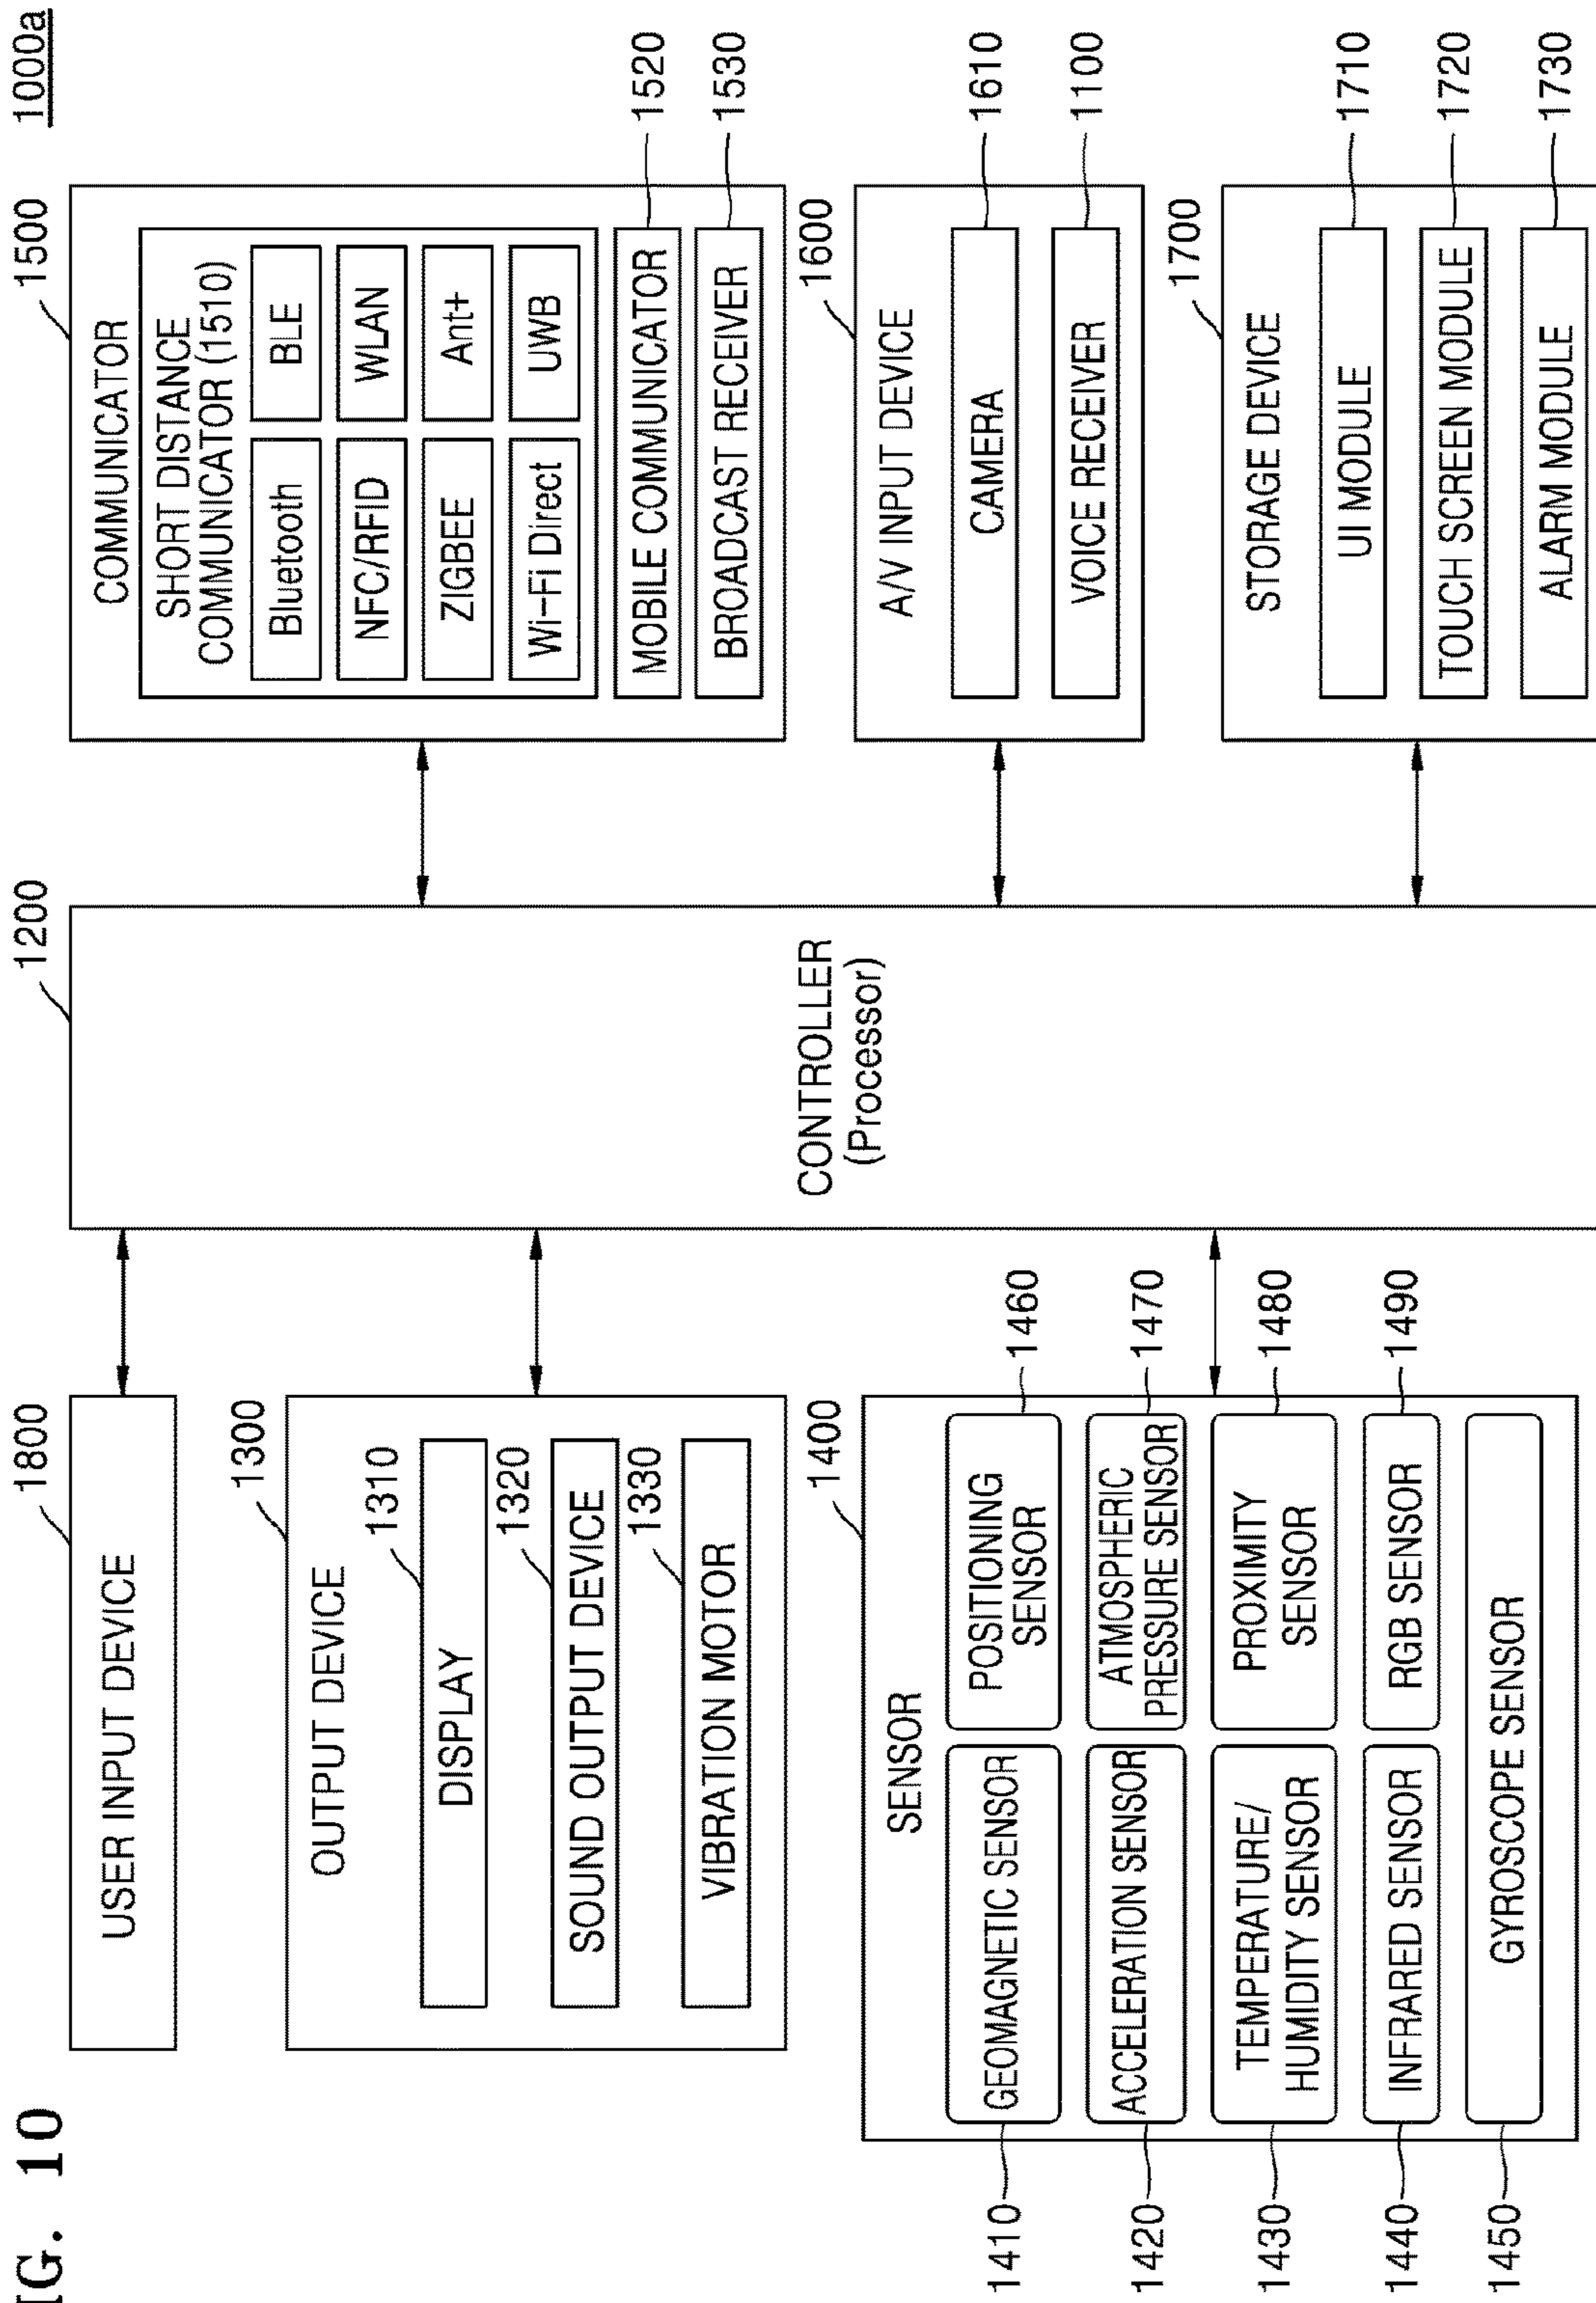 IG. 10
1000a
1800
USER INPUT DEVICE
1300
OUTPUT DEVICE
1310
DISPLAY
1320
SOUND OUTPUT DEVICE
1330
VIBRATION MOTOR
1400
SENSOR
1410
GEOMAGNETIC SENSOR
POSITIONING
SENSOR
1460
1420
ACCELERATION SENSOR
ATMOSPHERIC
PRESSURE SENSOR
1470
1430
TEMPERATURE/
HUMIDITY SENSOR
PROXIMITY
SENSOR
1480
1440
INFRARED SENSOR
RGB SENSOR
1490
1450
GYROSCOPE SENSOR
1200
CONTROLLER
(Processor)
1500
COMMUNICATOR
SHORT DISTANCE
COMMUNICATOR (1510)
Bluetooth
BLE
NFC/RFID
WLAN
ZIGBEE
Ant+
Wi-Fi Direct
UWB
MOBILE COMMUNICATOR
1520
BROADCAST RECEIVER
1530
1600
A/V INPUT DEVICE
CAMERA
1610
VOICE RECEIVER
1100
1700
STORAGE DEVICE
UI MODULE
1710
TOUCH SCREEN MODULE
1720
ALARM MODULE
1730